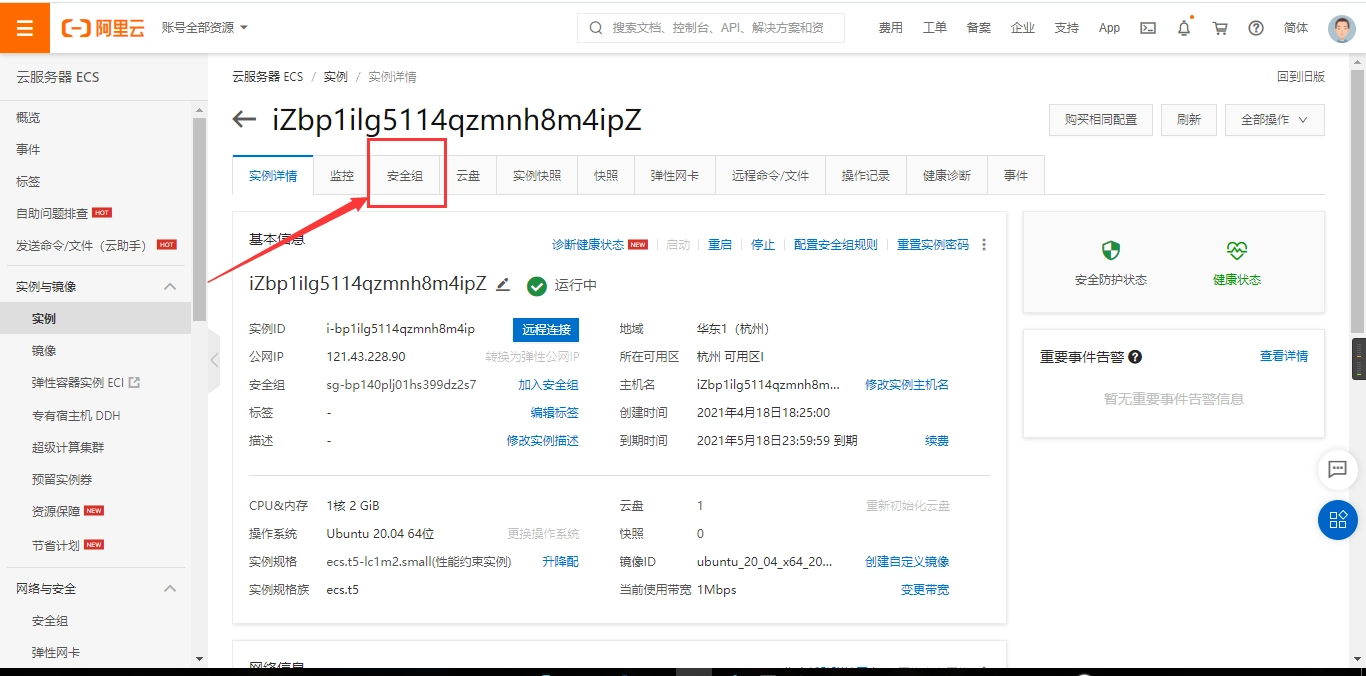 阿里云 账号全部资源 搜索文档、控制台、API、解决方案和资 费用 工单 备案 企业 支持 App 简体
云服务器 ECS
概览
事件
标签
自助问题排查 HOT
发送命令/文件（云助手） HOT
实例与镜像
实例
镜像
弹性容器实例 ECI
专有宿主机 DDH
超级计算集群
预留实例券
资源保障 NEW
节省计划 NEW
网络与安全
安全组
弹性网卡
云服务器 ECS / 实例 / 实例详情 回到旧版
iZbp1ilg5114qzmnh8m4ipZ 购买相同配置 刷新 全部操作
实例详情 监控 安全组 云盘 实例快照 快照 弹性网卡 远程命令/文件 操作记录 健康诊断 事件
基本信息 诊断健康状态 NEW 启动 重启 停止 配置安全组规则 重置实例密码
iZbp1ilg5114qzmnh8m4ipZ 运行中
实例ID i-bp1ilg5114qzmnh8m4ip 远程连接 地域 华东1（杭州）
公网IP 121.43.228.90 转换为弹性公网IP 所在可用区 杭州 可用区I
安全组 sg-bp140plj01hs399dz2s7 加入安全组 主机名 iZbp1ilg5114qzmnh8m... 修改实例主机名
标签 - 编辑标签 创建时间 2021年4月18日18:25:00
描述 - 修改实例描述 到期时间 2021年5月18日23:59:59 到期 续费
CPU&内存 1核 2 GiB 云盘 1 重新初始化云盘
操作系统 Ubuntu 20.04 64位 更换操作系统 快照 0
实例规格 ecs.t5-lc1m2.small(性能约束实例) 升降配 镜像ID ubuntu_20_04_x64_20... 创建自定义镜像
实例规格族 ecs.t5 当前使用带宽 1Mbps 变更带宽
网络信息
安全防护状态 健康状态
重要事件告警 查看详情
暂无重要事件告警信息